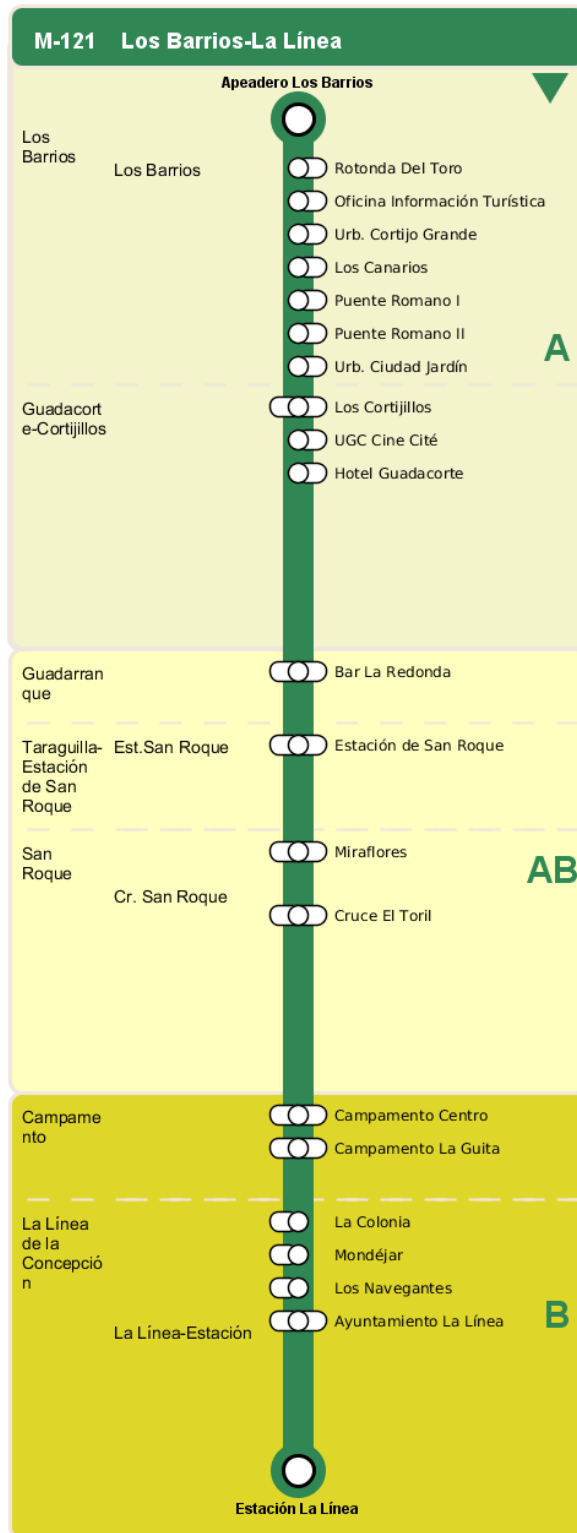 M-121 Los Barrios-La Línea
Apeadero Los Barrios
Los
Barrios
Los Barrios
Rotonda Del Toro
Oficina Información Turística
Urb. Cortijo Grande
Los Canarios
Puente Romano I
Puente Romano II
A
Urb. Ciudad Jardín
Guadacort
e-Cortijillos
Los Cortijillos
UGC Cine Cité
Hotel Guadacorte
Guadarran
que
Bar La Redonda
Taraguilla-
Estación
de San
Roque
Est.San Roque
Estación de San Roque
San
Roque
Miraflores
AB
Cr. San Roque
Cruce El Toril
Campame
nto
Campamento Centro
Campamento La Guita
La Línea
de la
Concepció
n
La Colonia
Mondéjar
Los Navegantes
Ayuntamiento La Línea
B
La Línea-Estación
Estación La Línea